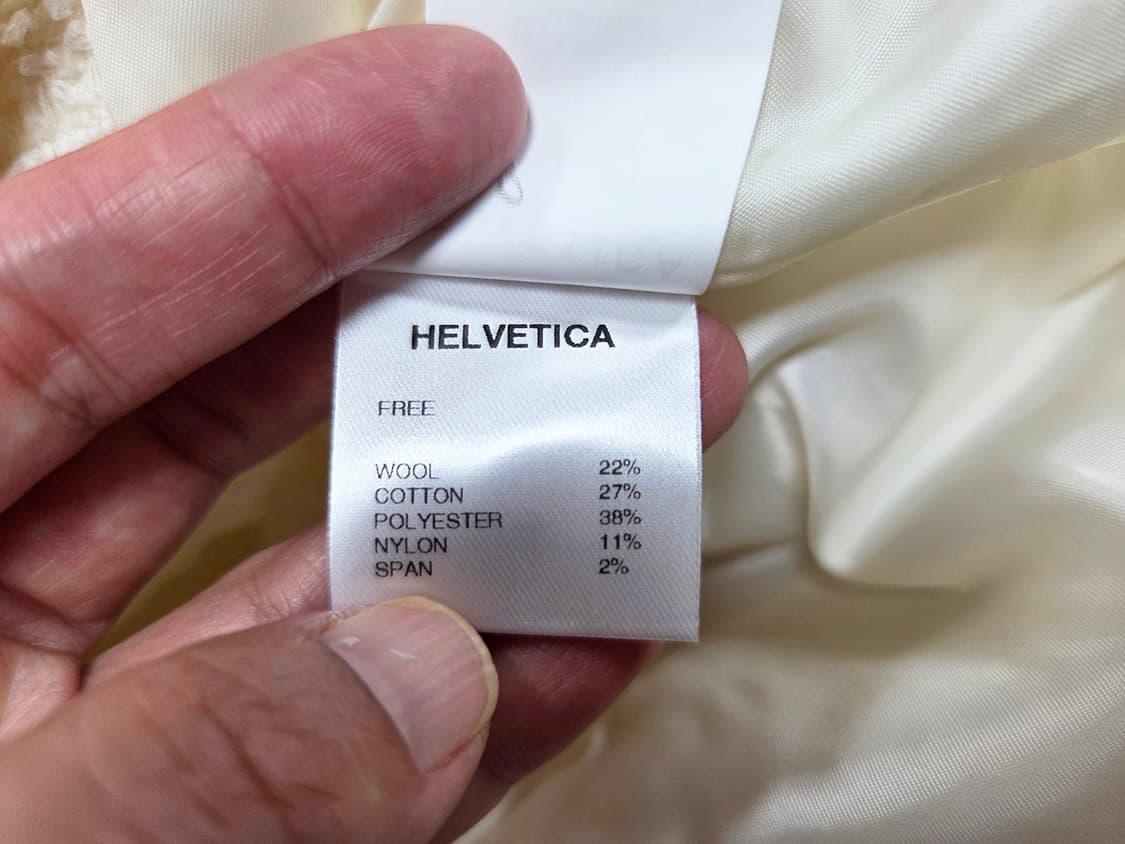 HELVETICA
FREE
WOOL 22%
COTTON 27%
POLYESTER 38%
NYLON 11%
SPAN 2%